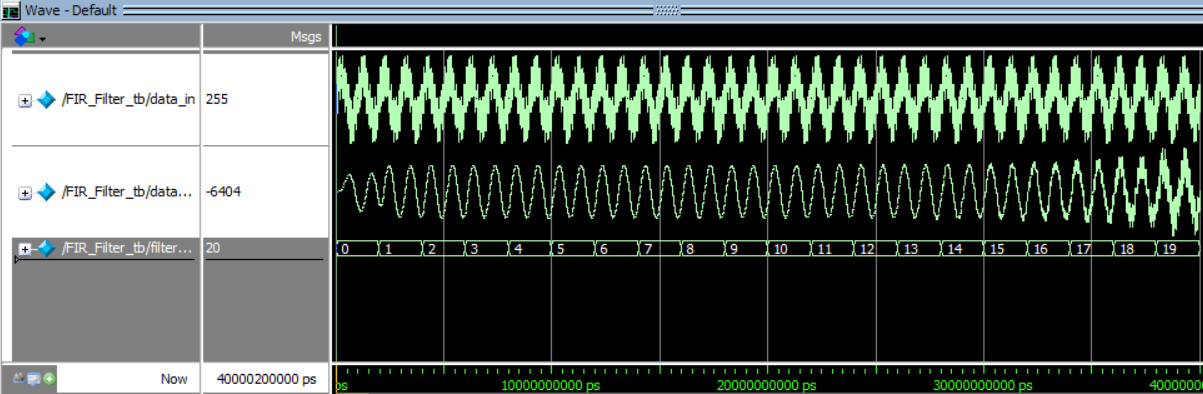 Wave - Default
Msgs
/FIR_Filter_tb/data_in 255
/FIR_Filter_tb/data... -6404
/FIR_Filter_tb/filter... 20 0 1 2 3 4 5 6 7 8 9 10 11 12 13 14 15 16 17 18 19
Now 40000200000 ps ps 10000000000 ps 20000000000 ps 30000000000 ps 4000000